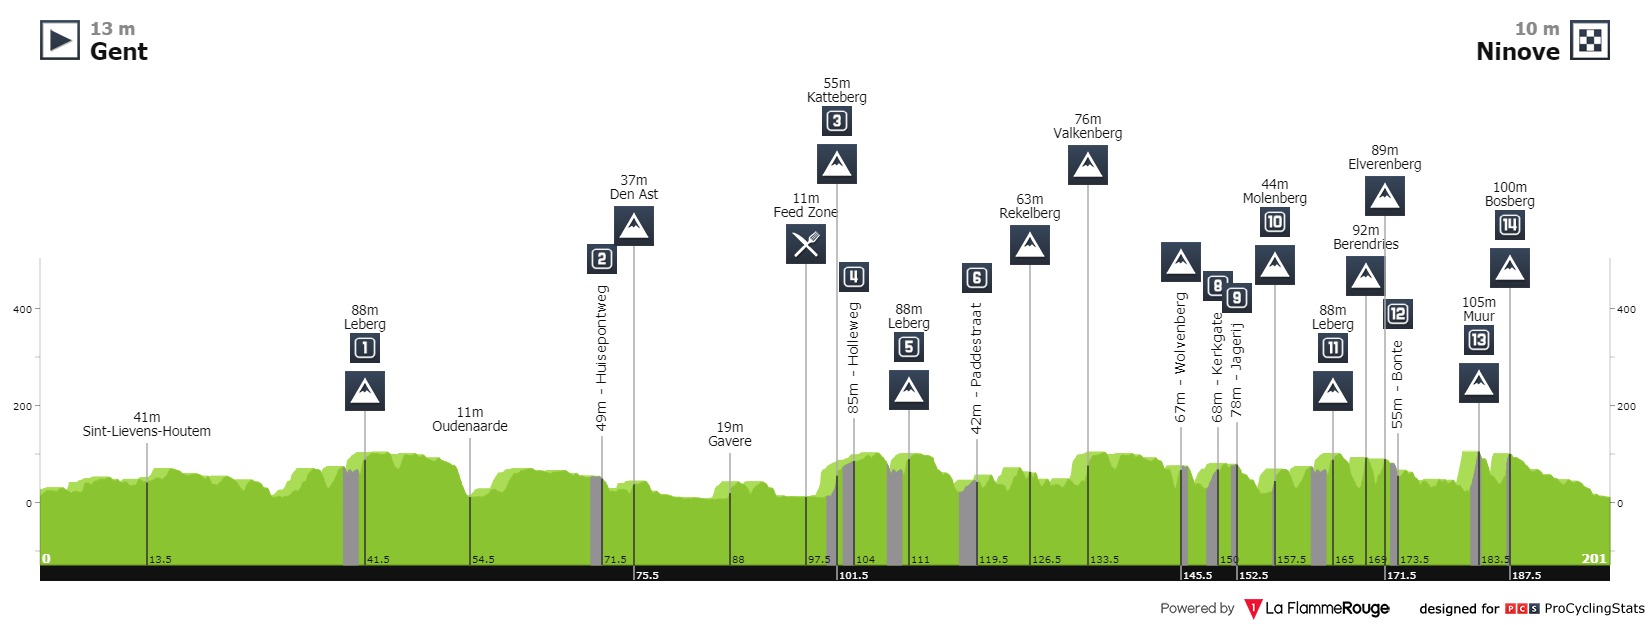 13 m
Gent
10 m
Ninove
55m
Katteberg
3
76m
Valkenberg
89m
Elverenberg
37m
Den Ast
11m
Feed Zone
63m
Rekelberg
44m
Molenberg
10
100m
Bosberg
14
92m
Berendries
2
4
6
8
9
12
88m
Leberg
1
88m
Leberg
5
88m
Leberg
11
105m
Muur
13
49m - Huisepontweg
85m - Holleweg
42m - Paddestraat
67m - Wolvenberg
68m - Kerkgate
78m - Jagerij
55m - Bonte
41m
Sint-Lievens-Houtem
11m
Oudenaarde
19m
Gavere
400
200
0
400
200
0
0 13.5 41.5 54.5 71.5 88 97.5 104 111 119.5 126.5 133.5 150 157.5 165 169 173.5 183.5 201
75.5 101.5 145.5 152.5 171.5 187.5
Powered by 1 La FlammeRouge designed for PCS ProCyclingStats